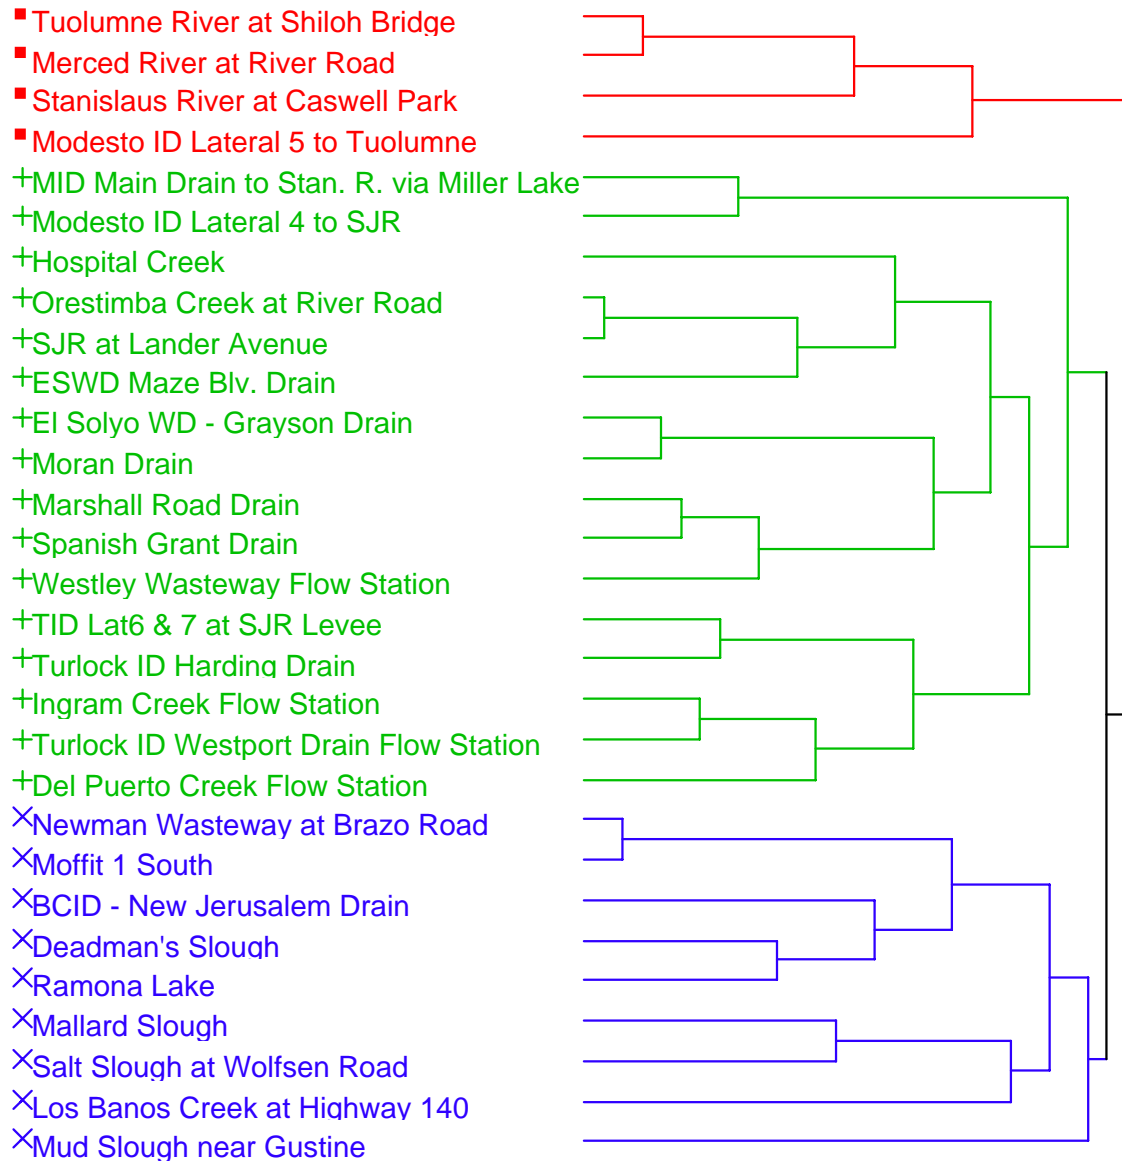 Tuolumne River at Shiloh Bridge
Merced River at River Road
Stanislaus River at Caswell Park
Modesto ID Lateral 5 to Tuolumne
MID Main Drain to Stan. R. via Miller Lake
Modesto ID Lateral 4 to SJR
Hospital Creek
Orestimba Creek at River Road
SJR at Lander Avenue
ESWD Maze Blv. Drain
El Solyo WD - Grayson Drain
Moran Drain
Marshall Road Drain
Spanish Grant Drain
Westley Wasteway Flow Station
TID Lat6 & 7 at SJR Levee
Turlock ID Harding Drain
Ingram Creek Flow Station
Turlock ID Westport Drain Flow Station
Del Puerto Creek Flow Station
Newman Wasteway at Brazo Road
Moffit 1 South
BCID - New Jerusalem Drain
Deadman's Slough
Ramona Lake
Mallard Slough
Salt Slough at Wolfsen Road
Los Banos Creek at Highway 140
Mud Slough near Gustine